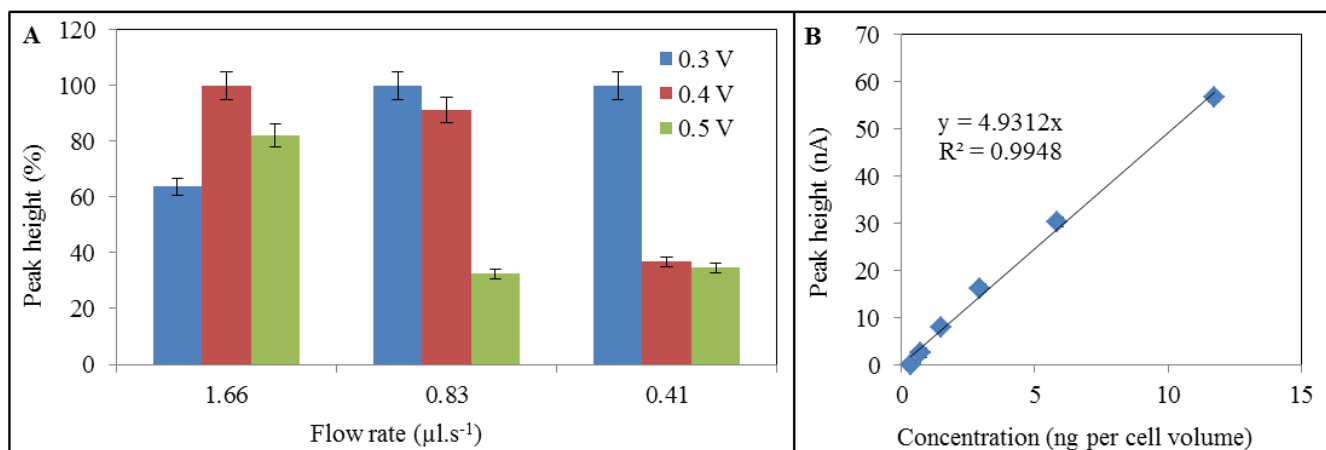 A
120
100
80
60
40
20
0
Peak height (%)
0.3 V
0.4 V
0.5 V
1.66 0.83 0.41
Flow rate (µl.s⁻¹)
B
70
60
50
40
30
20
10
0
Peak height (nA)
y = 4.9312x
R² = 0.9948
0 5 10 15
Concentration (ng per cell volume)